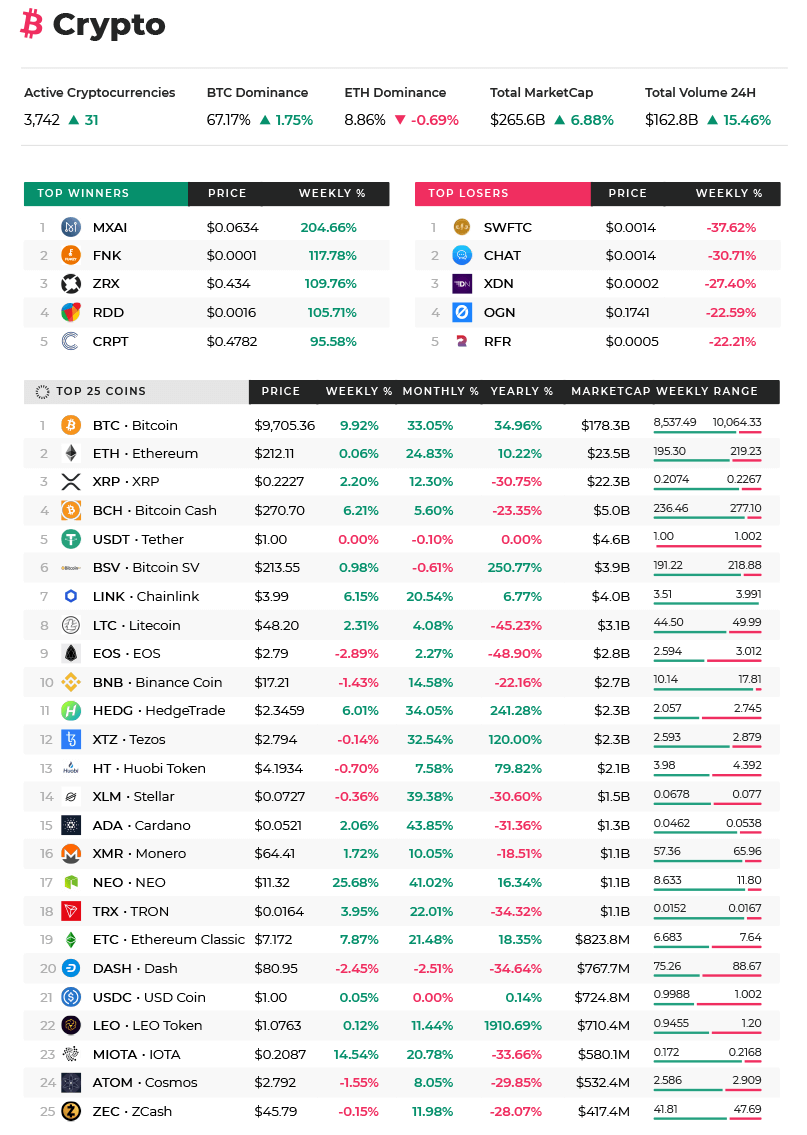 Crypto
Active Cryptocurrencies BTC Dominance ETH Dominance Total MarketCap Total Volume 24H
3,742 ▲ 31 67.17% ▲ 1.75% 8.86% ▼ -0.69% $265.6B ▲ 6.88% $162.8B ▲ 15.46%
TOP WINNERS PRICE WEEKLY %
1 MXAI $0.0634 204.66%
2 FNK $0.0001 117.78%
3 ZRX $0.434 109.76%
4 RDD $0.0016 105.71%
5 CRPT $0.4782 95.58%
TOP LOSERS PRICE WEEKLY %
1 SWFTC $0.0014 -37.62%
2 CHAT $0.0014 -30.71%
3 XDN $0.0002 -27.40%
4 OGN $0.1741 -22.59%
5 RFR $0.0005 -22.21%
TOP 25 COINS PRICE WEEKLY % MONTHLY % YEARLY % MARKETCAP WEEKLY RANGE
1 BTC · Bitcoin $9,705.36 9.92% 33.05% 34.96% $178.3B 8,537.49 10,064.33
2 ETH · Ethereum $212.11 0.06% 24.83% 10.22% $23.5B 195.30 219.23
3 XRP · XRP $0.2227 2.20% 12.30% -30.75% $22.3B 0.2074 0.2267
4 BCH · Bitcoin Cash $270.70 6.21% 5.60% -23.35% $5.0B 236.46 277.10
5 USDT · Tether $1.00 0.00% -0.10% 0.00% $4.6B 1.00 1.002
6 BSV · Bitcoin SV $213.55 0.98% -0.61% 250.77% $3.9B 191.22 218.88
7 LINK · Chainlink $3.99 6.15% 20.54% 6.77% $4.0B 3.51 3.991
8 LTC · Litecoin $48.20 2.31% 4.08% -45.23% $3.1B 44.50 49.99
9 EOS · EOS $2.79 -2.89% 2.27% -48.90% $2.8B 2.594 3.012
10 BNB · Binance Coin $17.21 -1.43% 14.58% -22.16% $2.7B 10.14 17.81
11 HEDG · HedgeTrade $2.3459 6.01% 34.05% 241.28% $2.3B 2.057 2.745
12 XTZ · Tezos $2.794 -0.14% 32.54% 120.00% $2.3B 2.593 2.879
13 Huobi HT · Huobi Token $4.1934 -0.70% 7.58% 79.82% $2.1B 3.98 4.392
14 XLM · Stellar $0.0727 -0.36% 39.38% -30.60% $1.5B 0.0678 0.077
15 ADA · Cardano $0.0521 2.06% 43.85% -31.36% $1.3B 0.0462 0.0538
16 XMR · Monero $64.41 1.72% 10.05% -18.51% $1.1B 57.36 65.96
17 NEO · NEO $11.32 25.68% 41.02% 16.34% $1.1B 8.633 11.80
18 TRX · TRON $0.0164 3.95% 22.01% -34.32% $1.1B 0.0152 0.0167
19 ETC · Ethereum Classic $7.172 7.87% 21.48% 18.35% $823.8M 6.683 7.64
20 DASH · Dash $80.95 -2.45% -2.51% -34.64% $767.7M 75.26 88.67
21 USDC · USD Coin $1.00 0.05% 0.00% 0.14% $724.8M 0.9988 1.002
22 LEO · LEO Token $1.0763 0.12% 11.44% 1910.69% $710.4M 0.9455 1.20
23 MIOTA · IOTA $0.2087 14.54% 20.78% -33.66% $580.1M 0.172 0.2168
24 ATOM · Cosmos $2.792 -1.55% 8.05% -29.85% $532.4M 2.586 2.909
25 ZEC · ZCash $45.79 -0.15% 11.98% -28.07% $417.4M 41.81 47.69